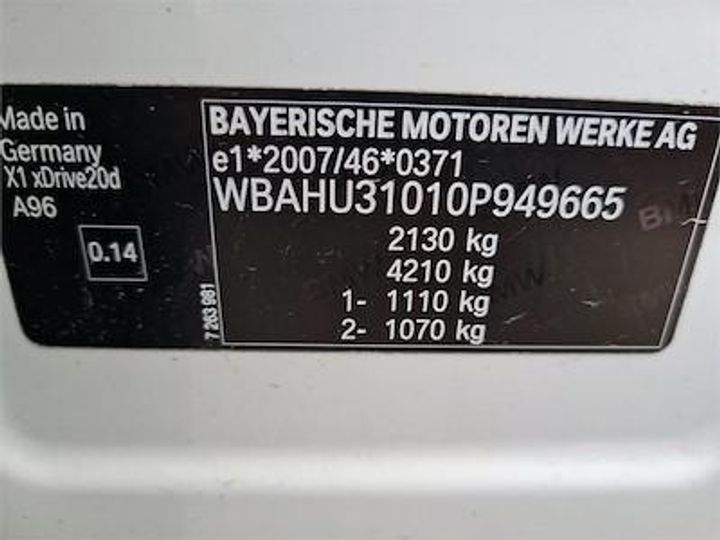 Made in
Germany
X1 xDrive20d
A96
0.14
7 263 981
BAYERISCHE MOTOREN WERKE AG
e1*2007/46*0371
WBAHU31010P949665
2130 kg
4210 kg
1- 1110 kg
2- 1070 kg